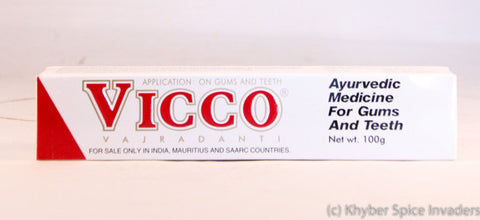 APPLICATION : ON GUMS AND TEETH
VICCO®
VAJRADANTI
FOR SALE ONLY IN INDIA, MAURITIUS AND SAARC COUNTRIES.
Ayurvedic
Medicine
For Gums
And Teeth
Net wt. 100g
(c) Khyber Spice Invaders